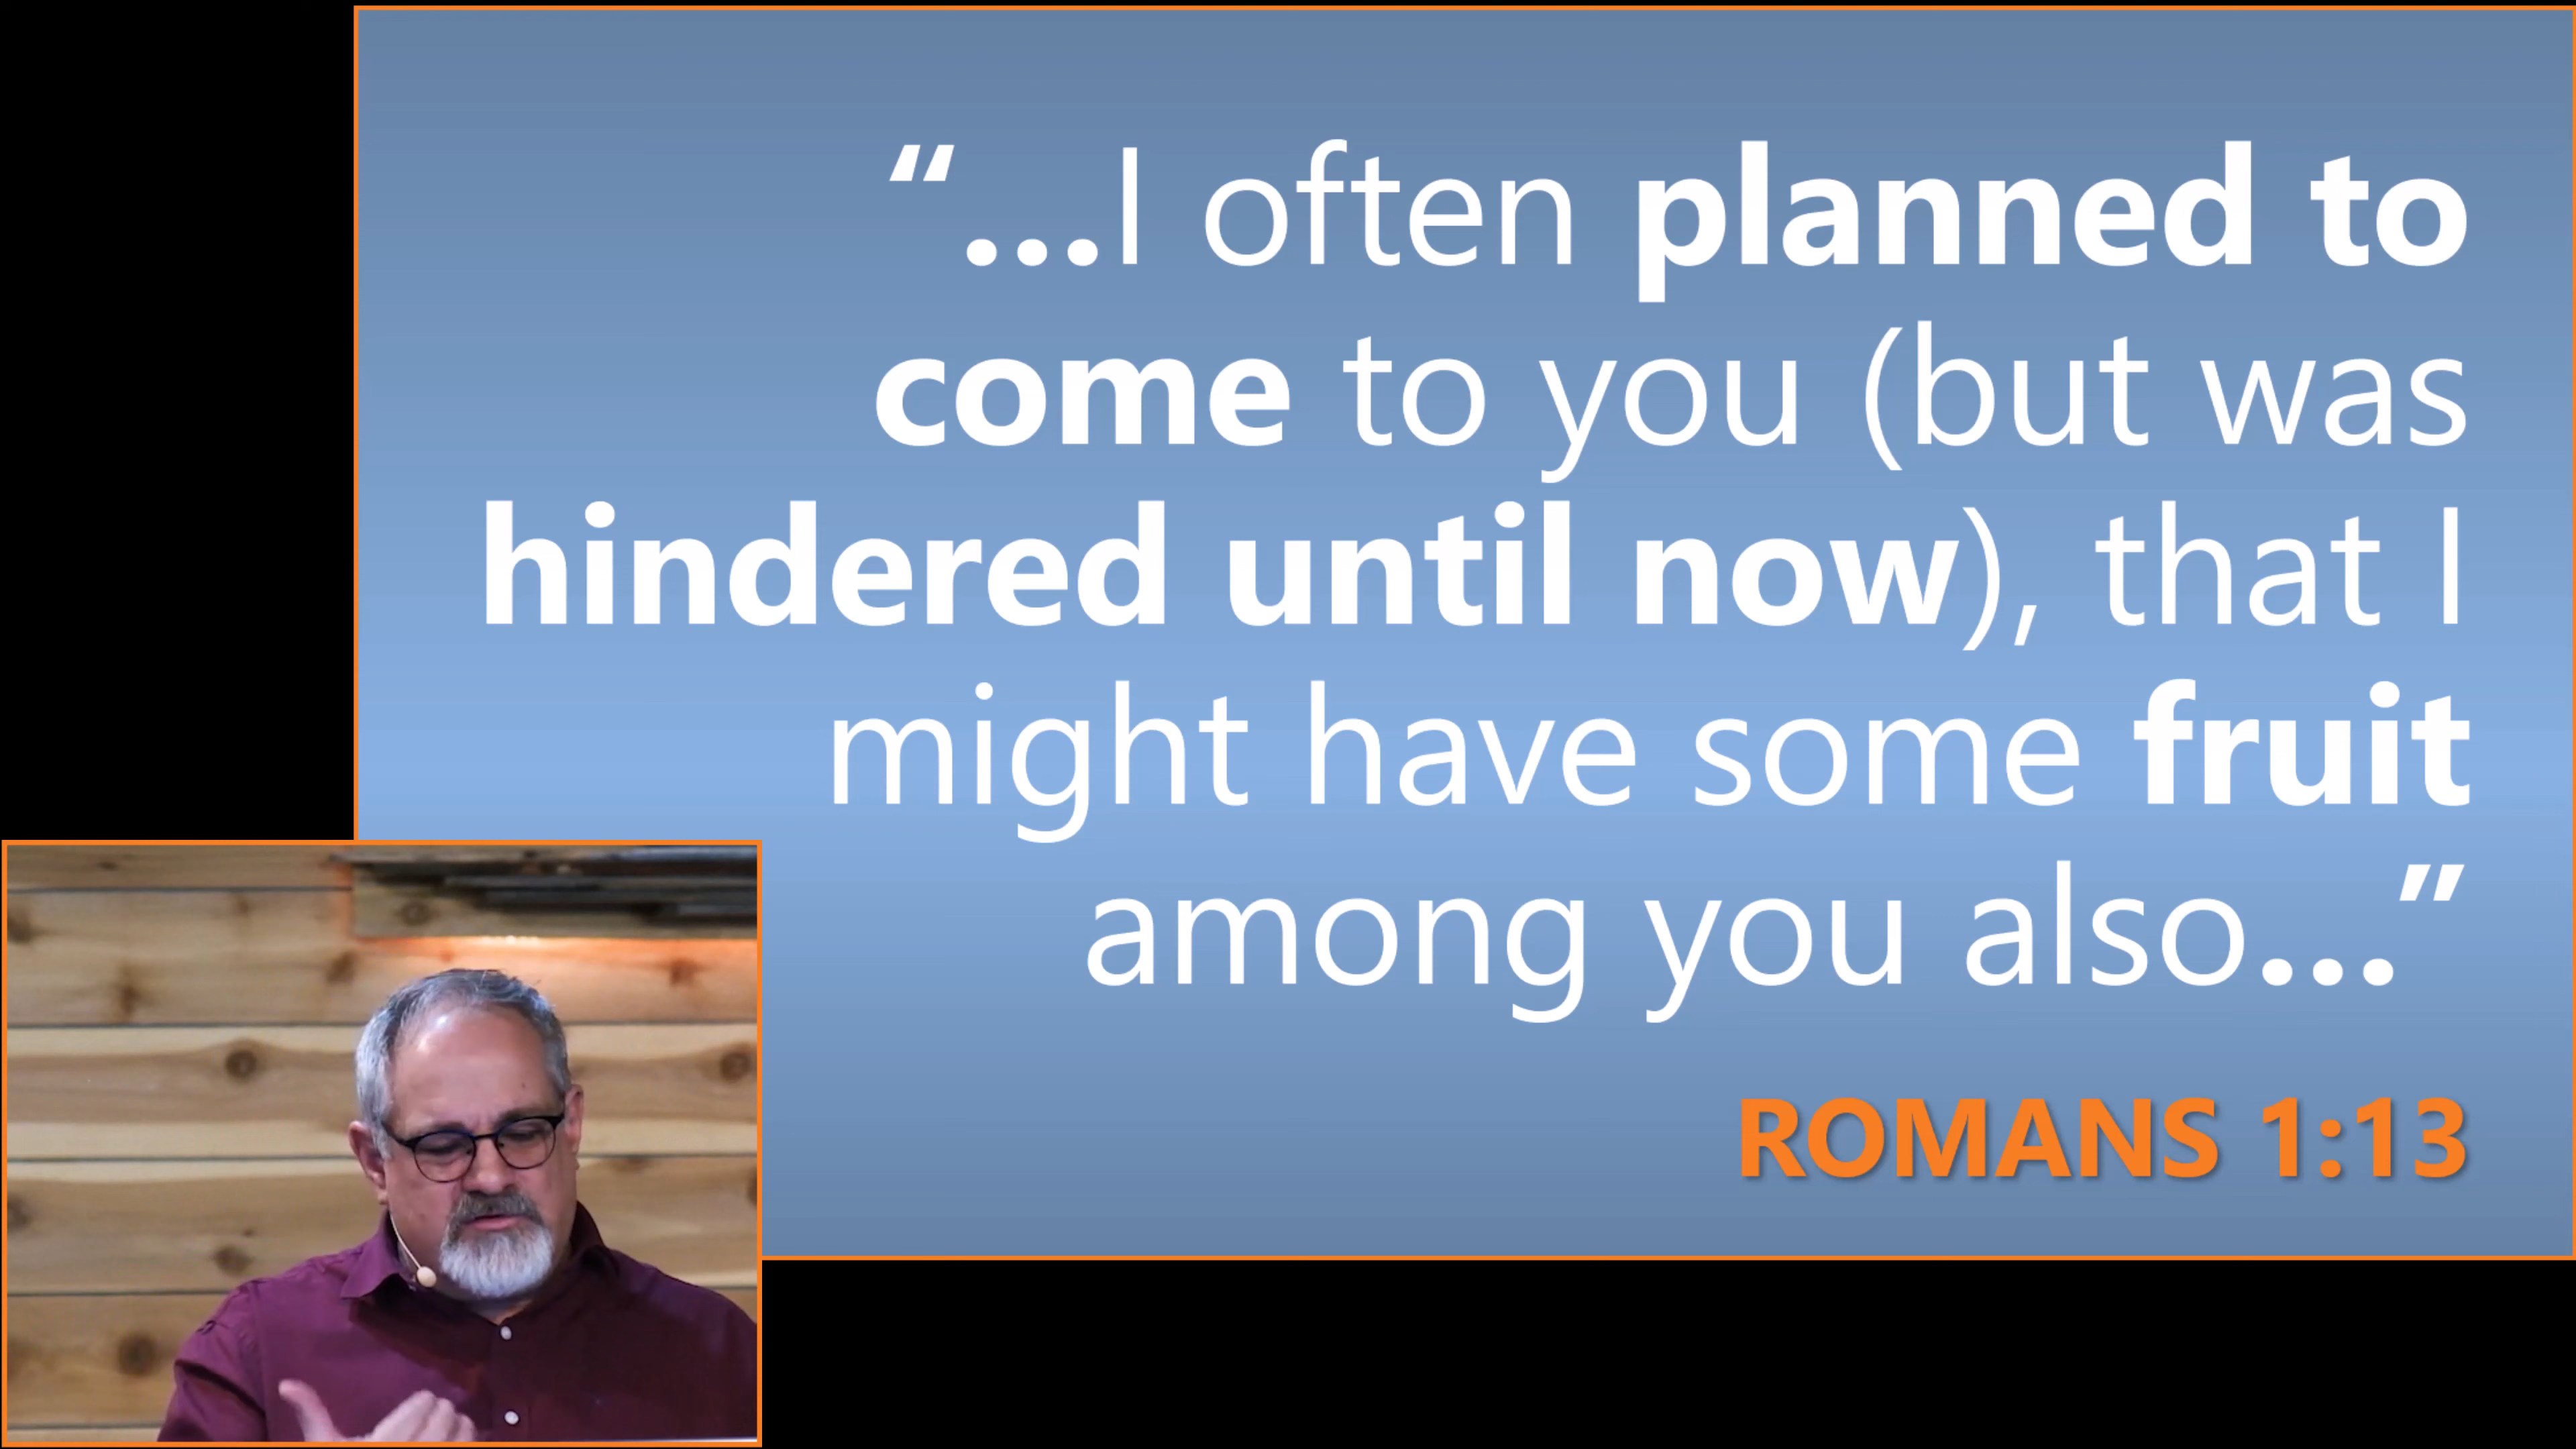 “...I often planned to
come to you (but was
hindered until now), that I
might have some fruit
among you also...”
ROMANS 1:13